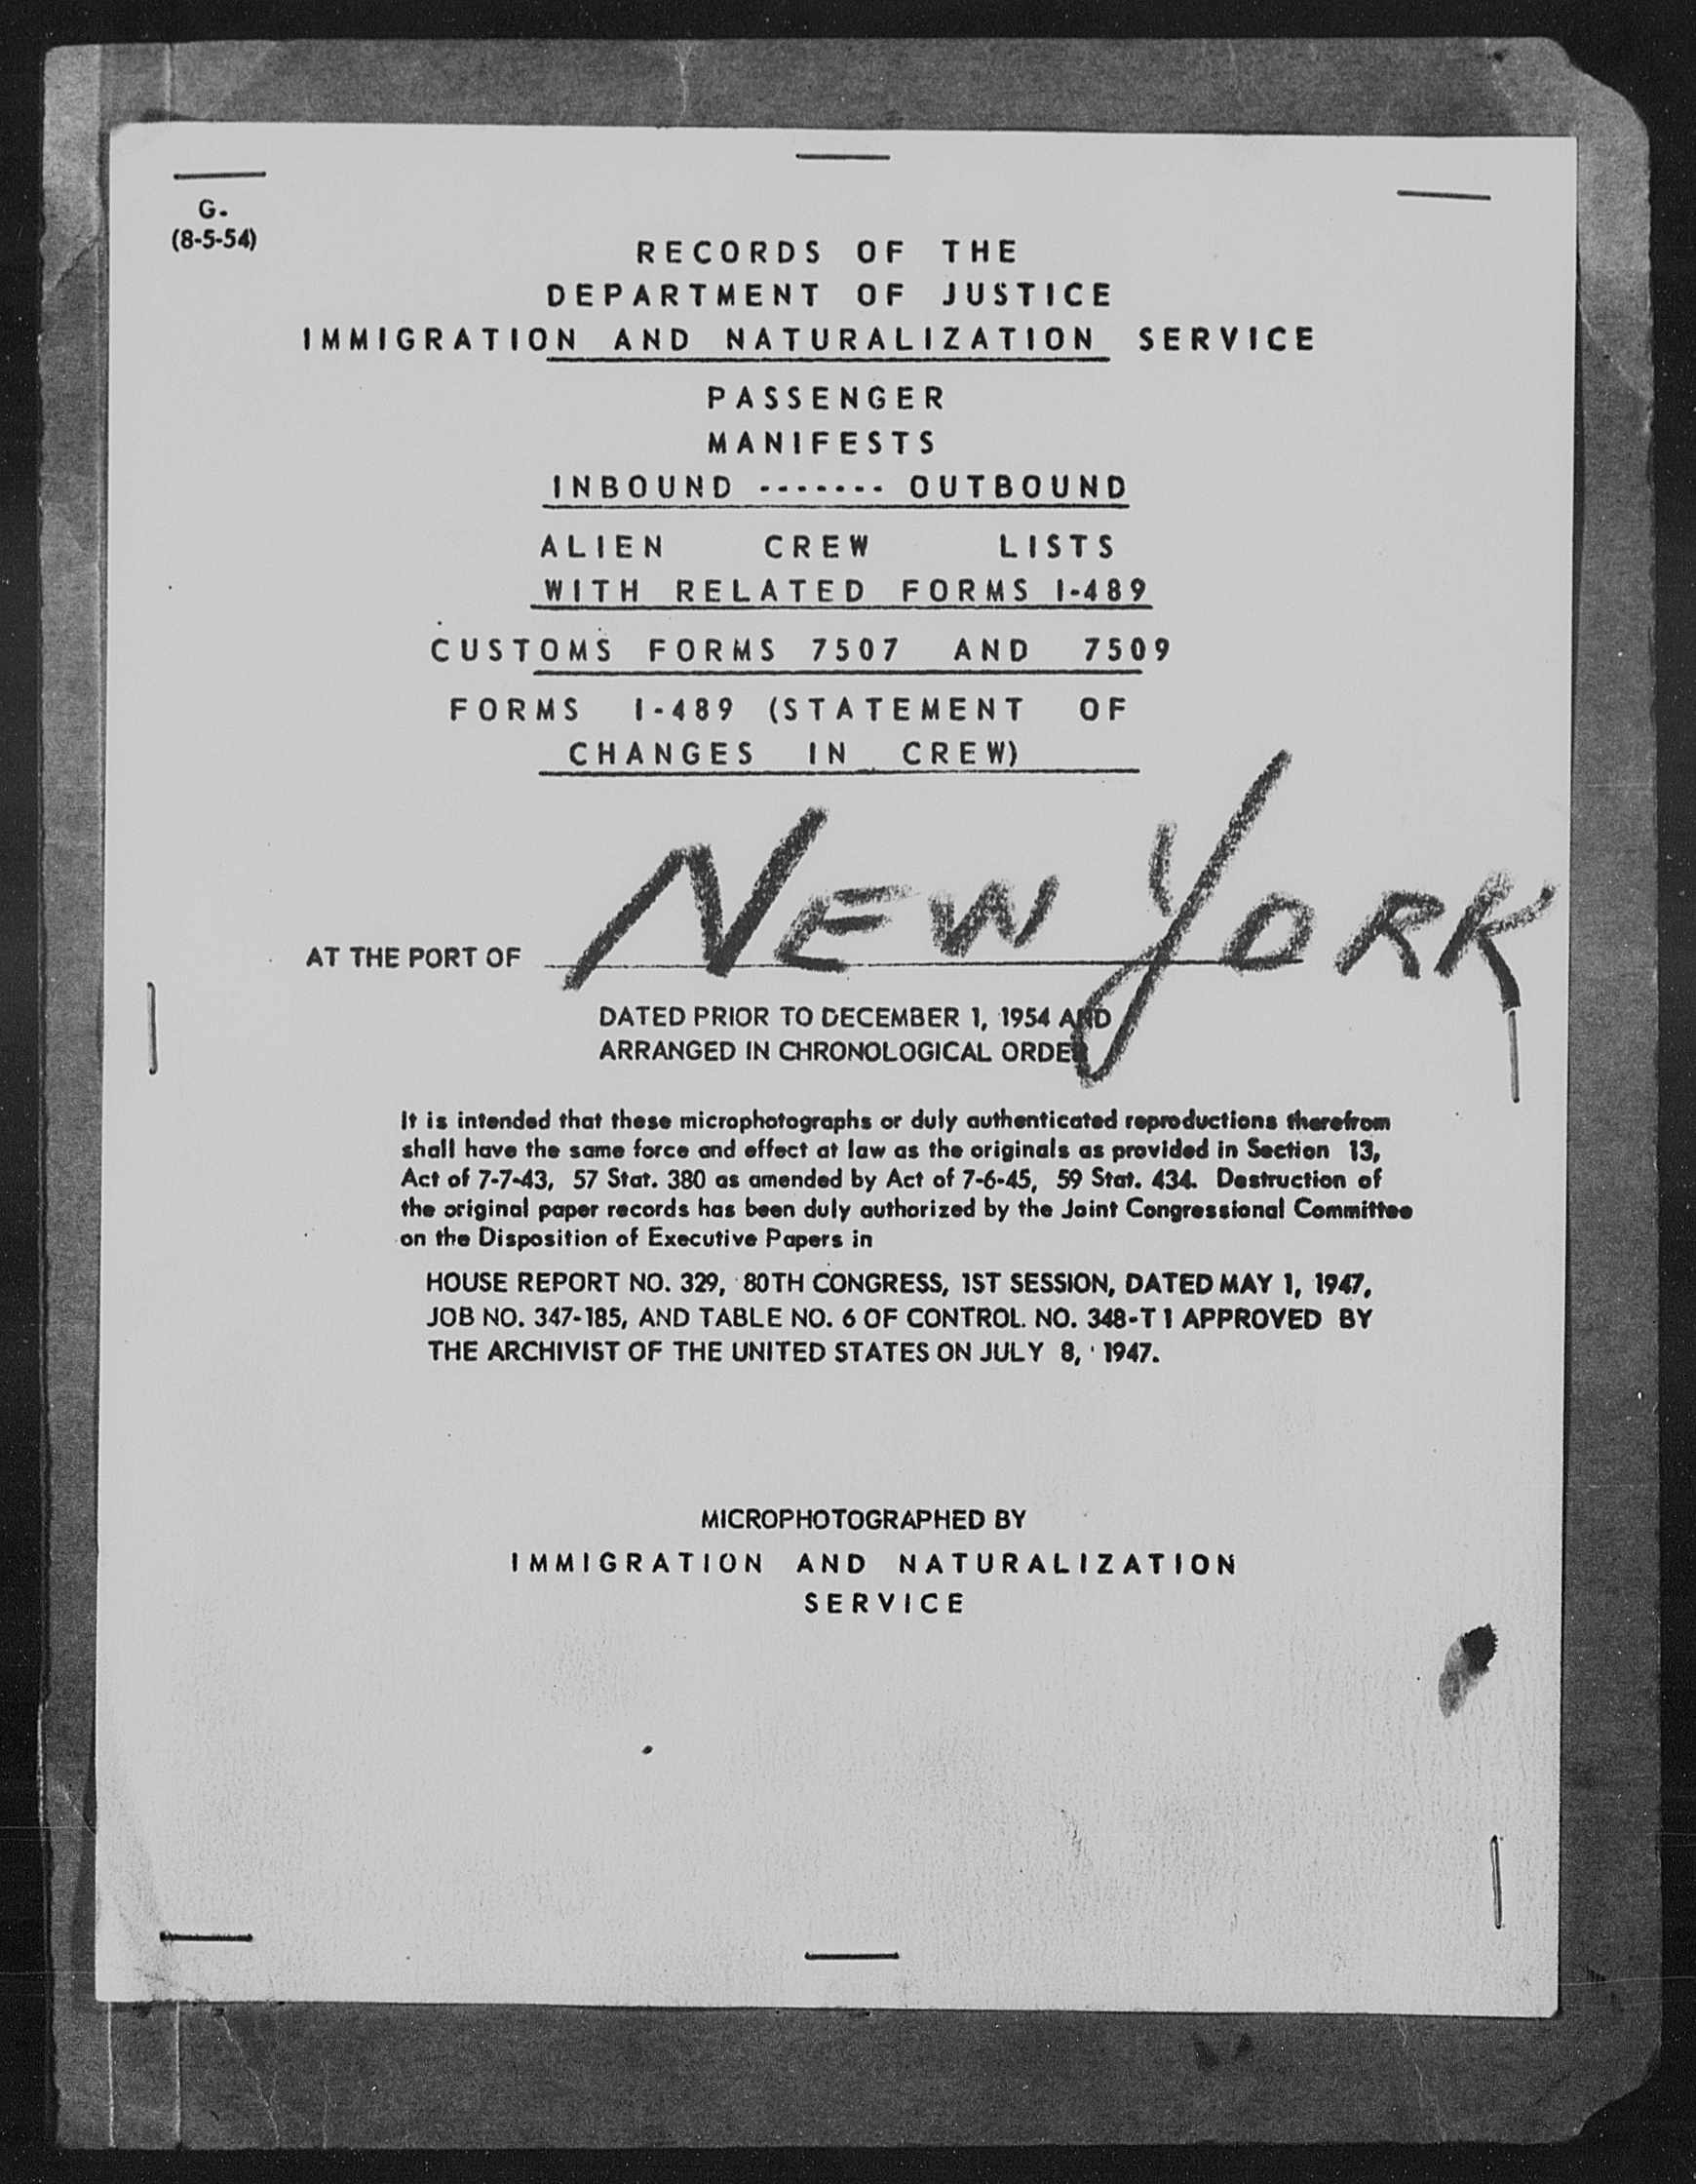 G.
(8-5-54)
RECORDS OF THE
DEPARTMENT OF JUSTICE
IMMIGRATION AND NATURALIZATION SERVICE
PASSENGER
MANIFESTS
INBOUND ------- OUTBOUND
ALIEN CREW LISTS
WITH RELATED FORMS I-489
CUSTOMS FORMS 7507 AND 7509
FORMS I-489 (STATEMENT OF
CHANGES IN CREW)
AT THE PORT OF NEW YORK
DATED PRIOR TO DECEMBER 1, 1954 AND
ARRANGED IN CHRONOLOGICAL ORDER
It is intended that these microphotographs or duly authenticated reproductions therefrom
shall have the same force and effect at law as the originals as provided in Section 13,
Act of 7-7-43, 57 Stat. 380 as amended by Act of 7-6-45, 59 Stat. 434. Destruction of
the original paper records has been duly authorized by the Joint Congressional Committee
on the Disposition of Executive Papers in
HOUSE REPORT NO. 329, 80TH CONGRESS, 1ST SESSION, DATED MAY 1, 1947,
JOB NO. 347-185, AND TABLE NO. 6 OF CONTROL NO. 348-T1 APPROVED BY
THE ARCHIVIST OF THE UNITED STATES ON JULY 8, 1947.
MICROPHOTOGRAPHED BY
IMMIGRATION AND NATURALIZATION
SERVICE